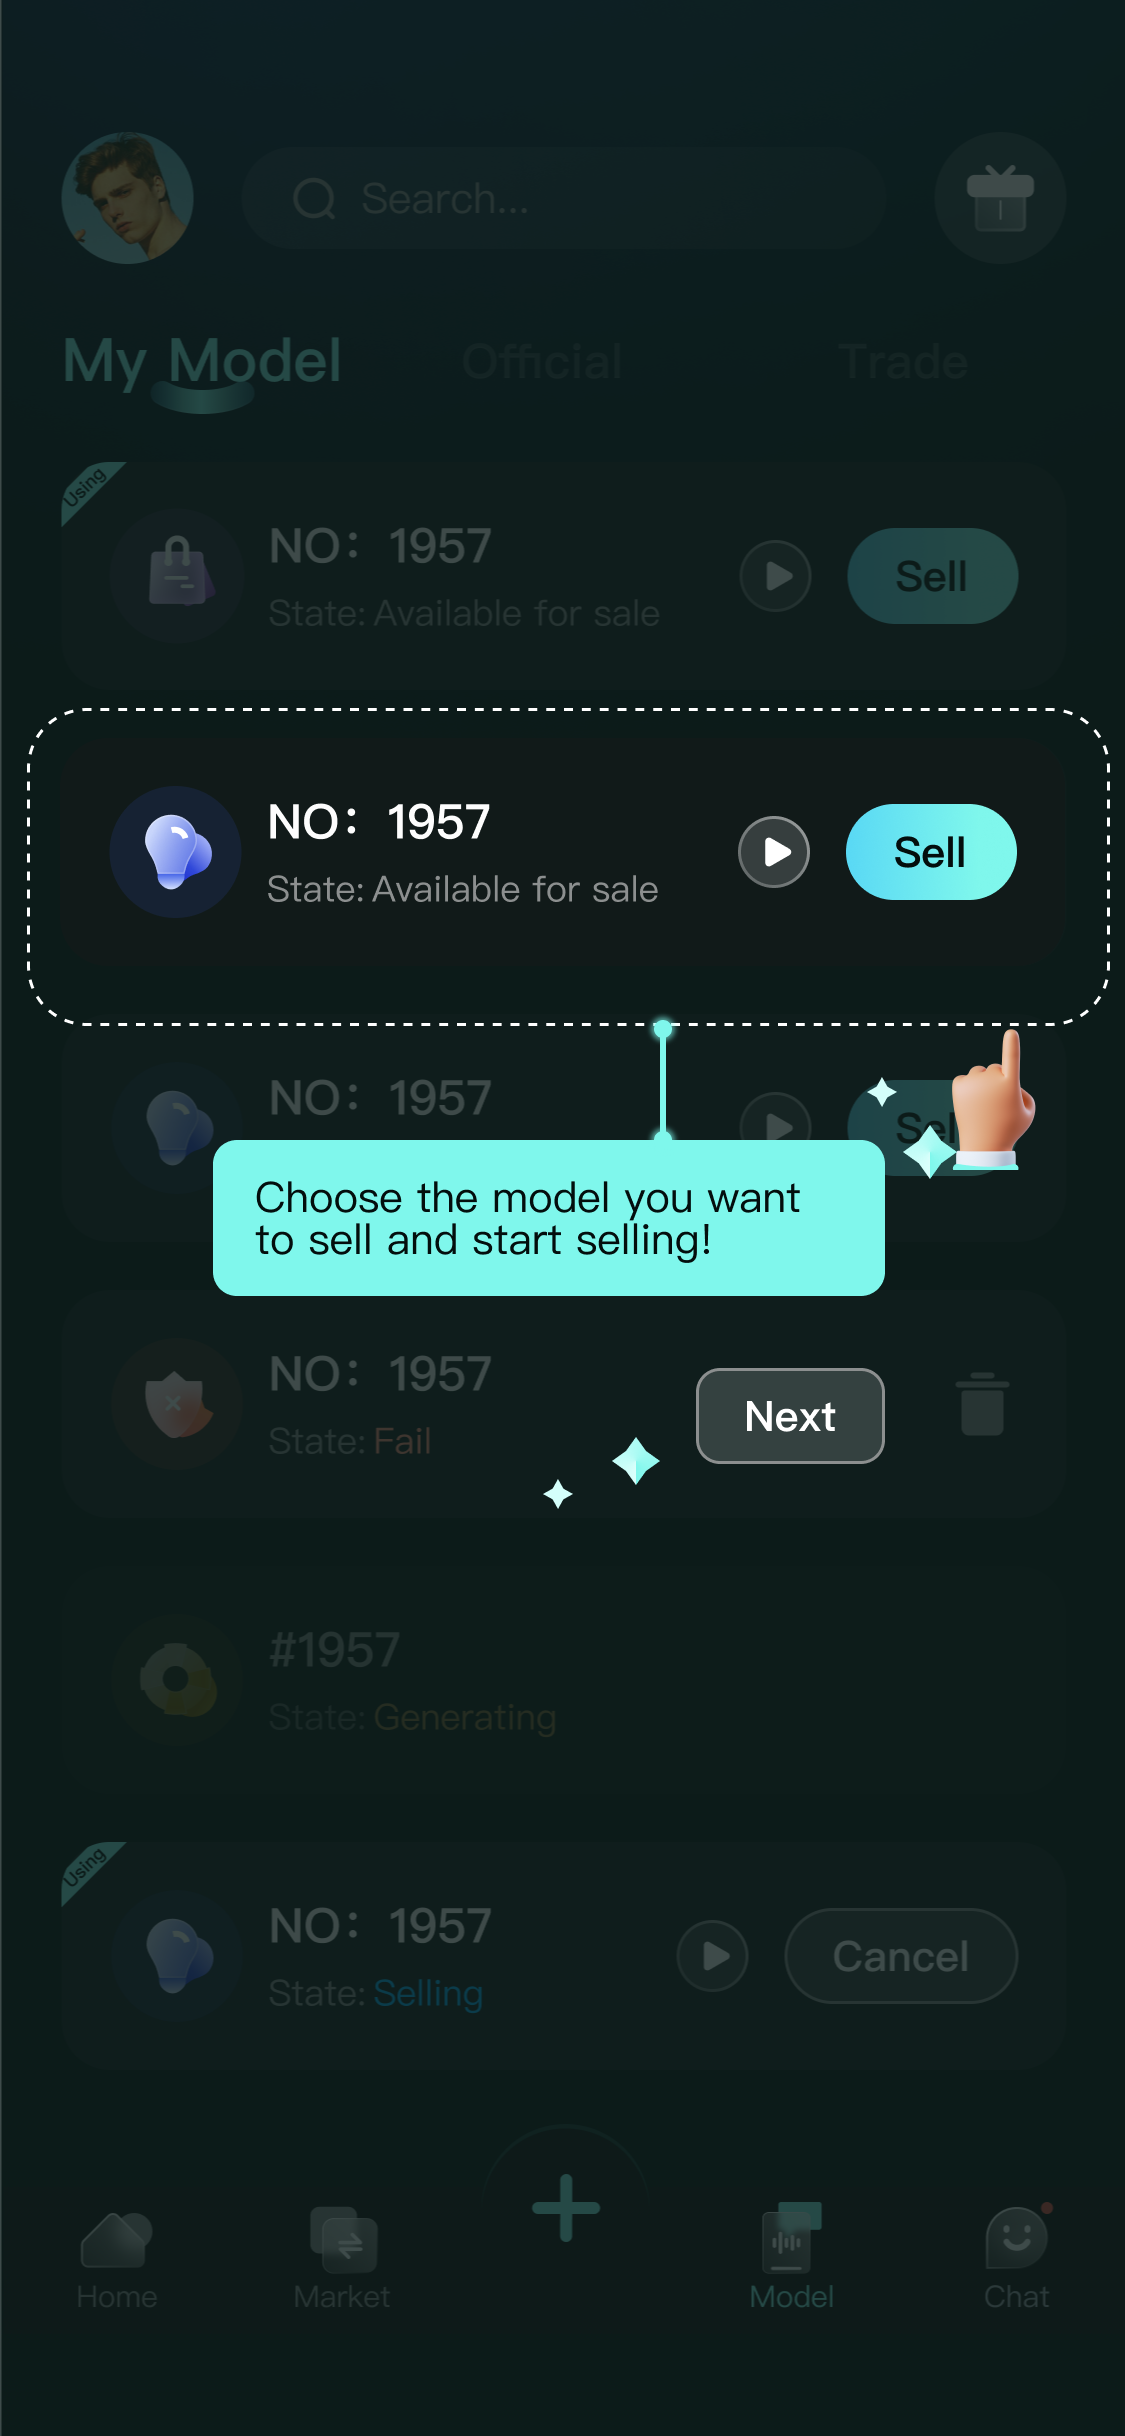 Search...
My Model
Official
Trade
Using
NO： 1957
State: Available for sale
Sell
NO： 1957
State: Available for sale
Sell
NO： 1957
Choose the model you want
to sell and start selling!
NO： 1957
State: Fail
Next
#1957
State: Generating
Using
NO： 1957
State: Selling
Cancel
Home
Market
Model
Chat